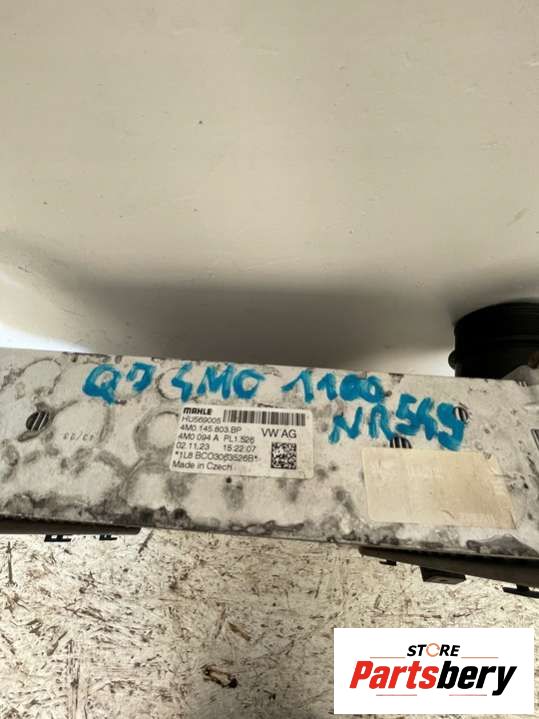 Q7 4M0 1100
NR549
MAHLE
HU569005
4M0.145.803.BP VW AG
4M0 094 A PL1.526
02.11.23 15:22:07
*1L8 BCO3063526B*
Made in Czech
STORE
Partsbery